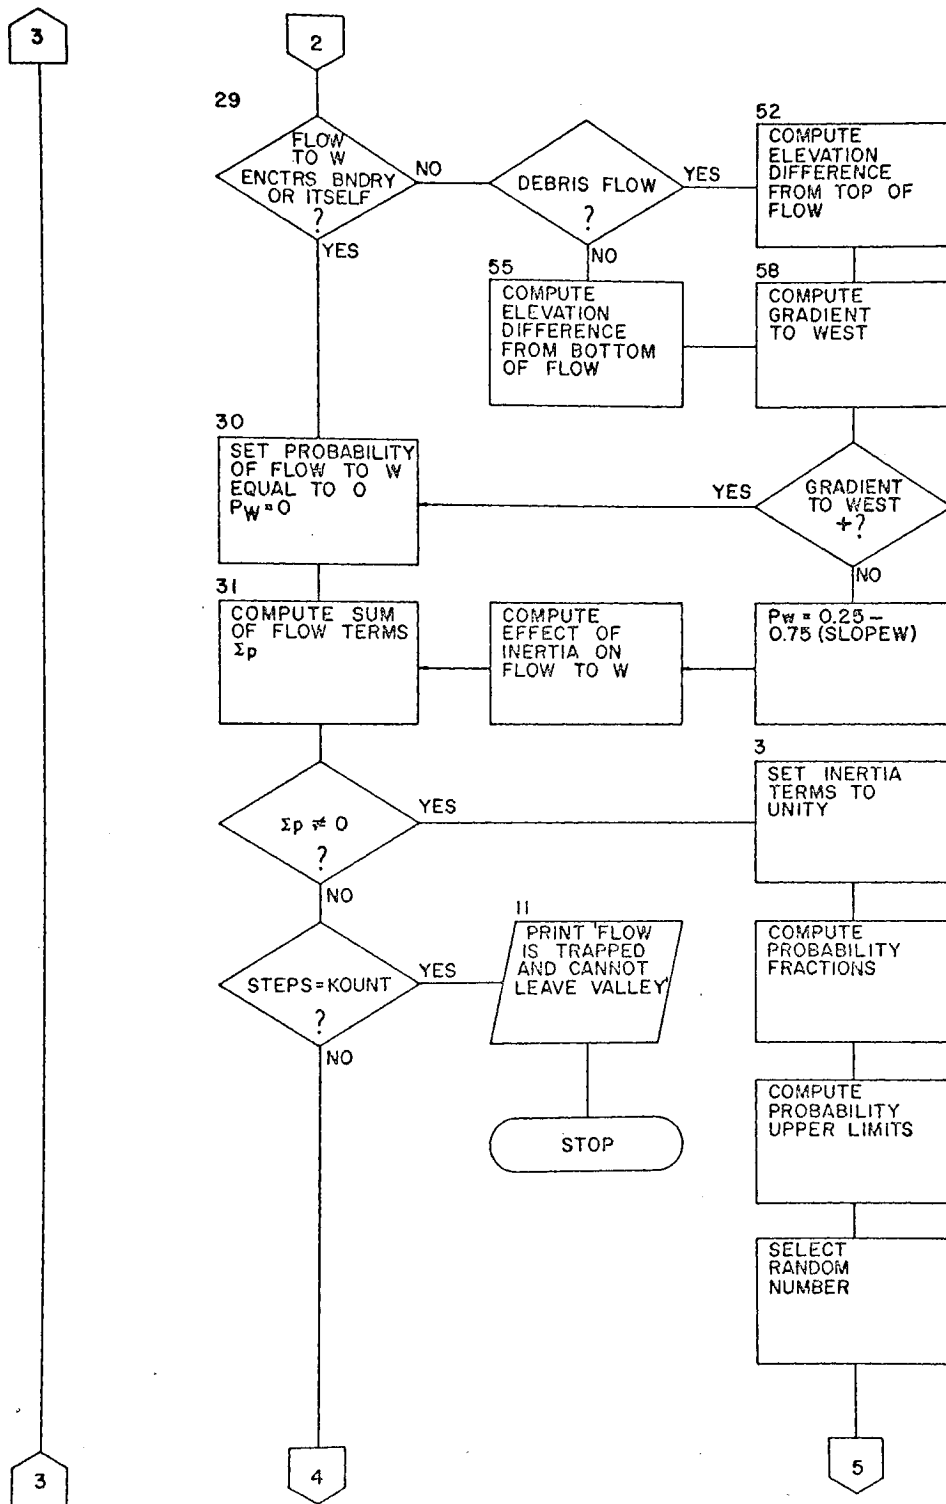 3
2
29
FLOW
TO W
ENCTRS BNDRY
OR ITSELF
?
NO
YES
DEBRIS FLOW
?
YES
NO
52
COMPUTE
ELEVATION
DIFFERENCE
FROM TOP OF
FLOW
55
COMPUTE
ELEVATION
DIFFERENCE
FROM BOTTOM
OF FLOW
58
COMPUTE
GRADIENT
TO WEST
30
SET PROBABILITY
OF FLOW TO W
EQUAL TO 0
PW=0
YES
GRADIENT
TO WEST
+?
NO
31
COMPUTE SUM
OF FLOW TERMS
Σp
COMPUTE
EFFECT OF
INERTIA ON
FLOW TO W
PW = 0.25 –
0.75 (SLOPEW)
Σp ≠ 0
?
YES
NO
3
SET INERTIA
TERMS TO
UNITY
STEPS=KOUNT
?
YES
NO
11
PRINT 'FLOW
IS TRAPPED
AND CANNOT
LEAVE VALLEY'
COMPUTE
PROBABILITY
FRACTIONS
STOP
COMPUTE
PROBABILITY
UPPER LIMITS
SELECT
RANDOM
NUMBER
3
4
5